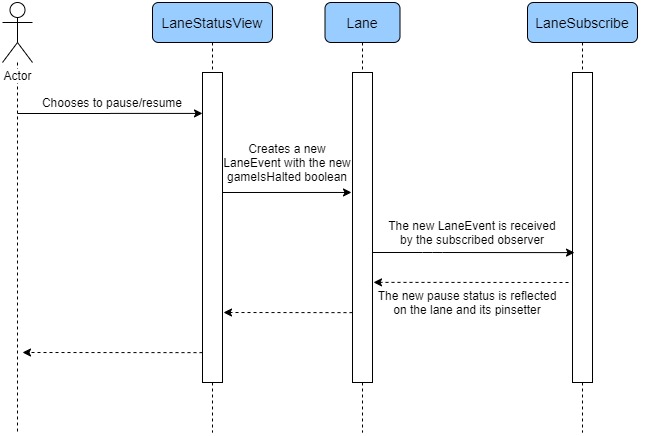 LaneStatusView
Lane
LaneSubscribe
Actor
Chooses to pause/resume
Creates a new
LaneEvent with the new
gameIsHalted boolean
The new LaneEvent is received
by the subscribed observer
The new pause status is reflected
on the lane and its pinsetter